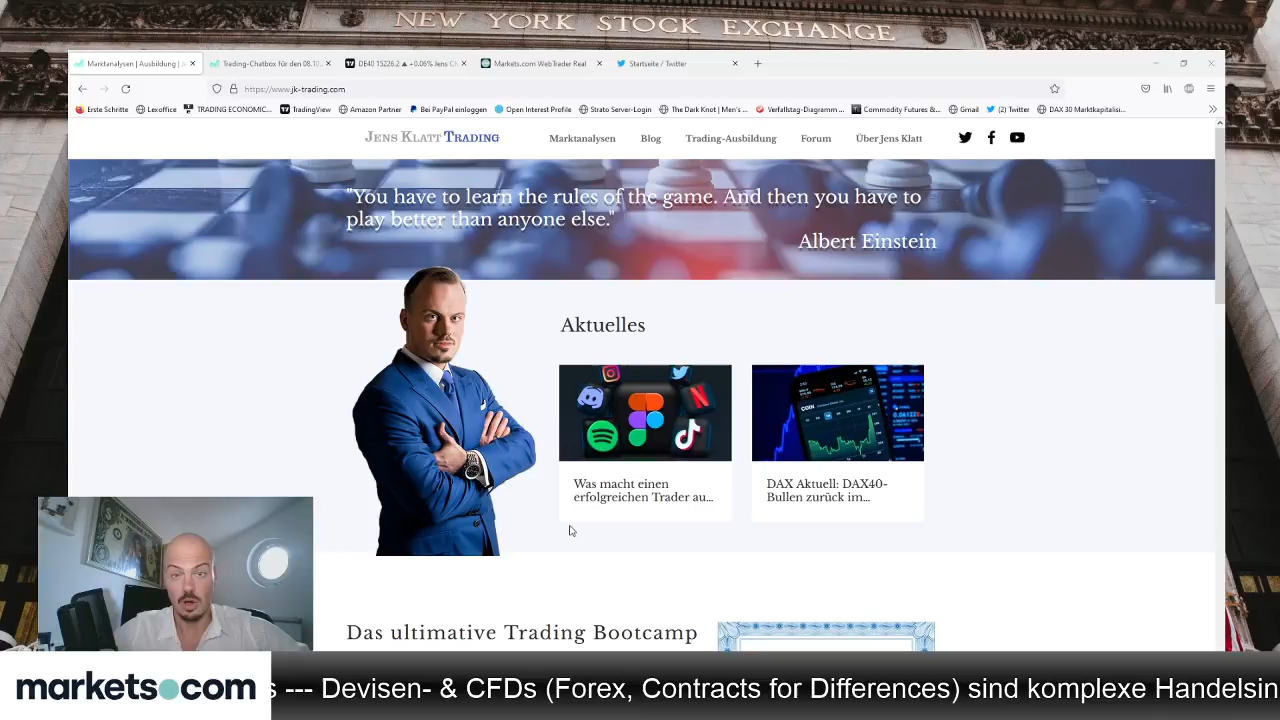 NEW YORK STOCK EXCHANGE
Marktanalysen | Ausbildung | J
Trading-Chatbox für den 08.10.
DE40 15226.2 ▲ +0.06% Jens C
Markets.com WebTrader Real
Startseite / Twitter
https://www.jk-trading.com
Erste Schritte
Lexoffice
TRADING ECONOMIC...
TradingView
Amazon Partner
Bei PayPal einloggen
Open Interest Profile
Strato Server-Login
The Dark Knot | Men's ...
Verfallstag-Diagramm ...
Commodity Futures &...
Gmail
(2) Twitter
DAX 30 Marktkapitalisi...
JENS KLATT TRADING
Marktanalysen
Blog
Trading-Ausbildung
Forum
Über Jens Klatt
"You have to learn the rules of the game. And then you have to
play better than anyone else."
Albert Einstein
Aktuelles
COIN
Was macht einen
erfolgreichen Trader au...
DAX Aktuell: DAX40-
Bullen zurück im...
Das ultimative Trading Bootcamp
markets.com
s --- Devisen- & CFDs (Forex, Contracts for Differences) sind komplexe Handelsin